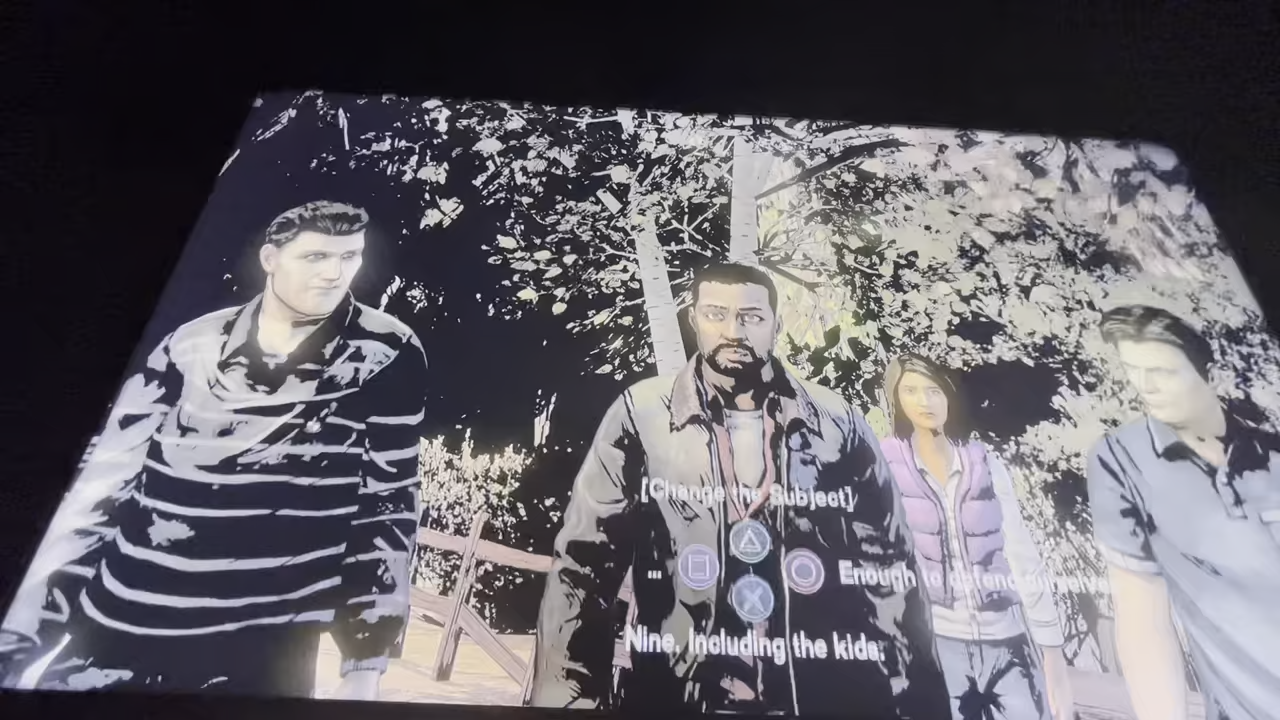 [Change the Subject]
...
Enough to defend ourselves
Nine. Including the kids.